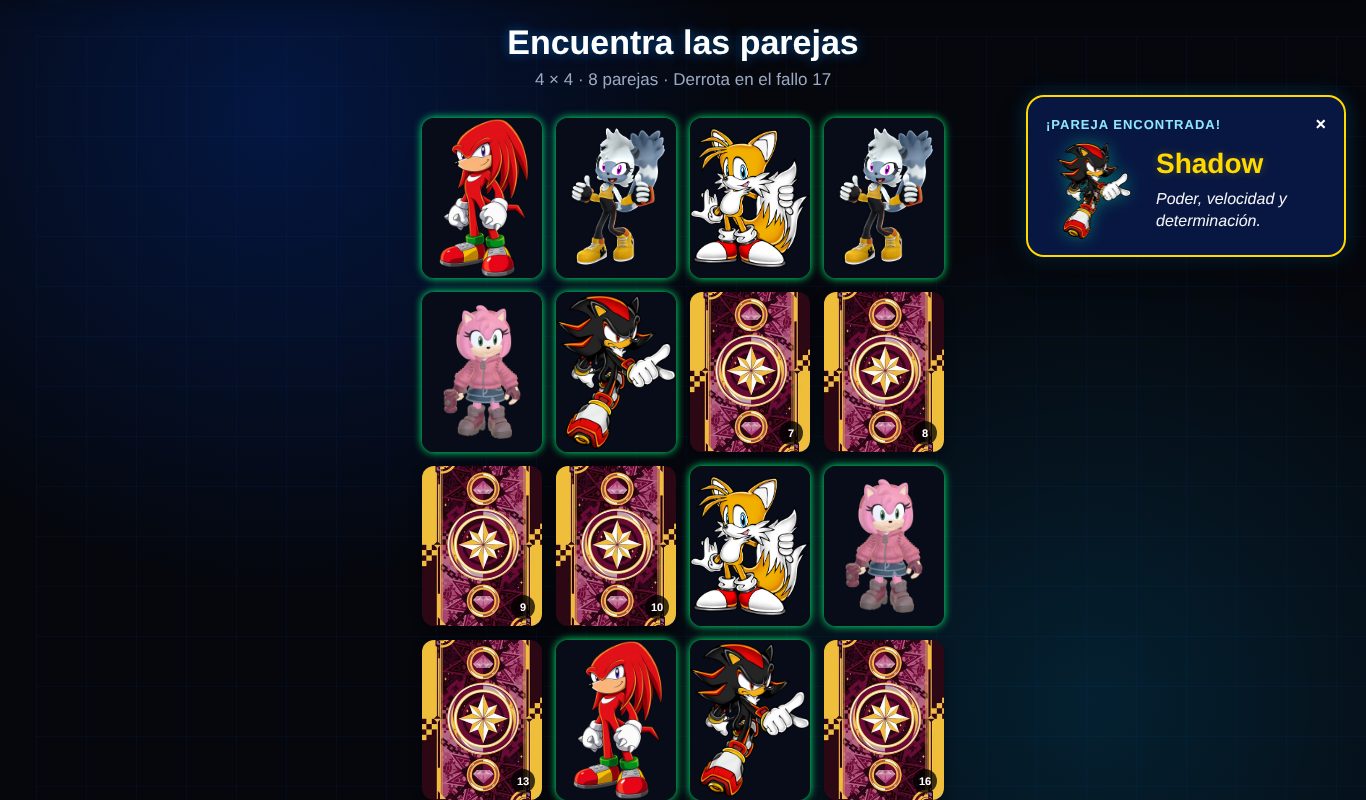 Encuentra las parejas
4 × 4 · 8 parejas · Derrota en el fallo 17
¡PAREJA ENCONTRADA!
×
Shadow
Poder, velocidad y
determinación.
7
8
9
10
13
16